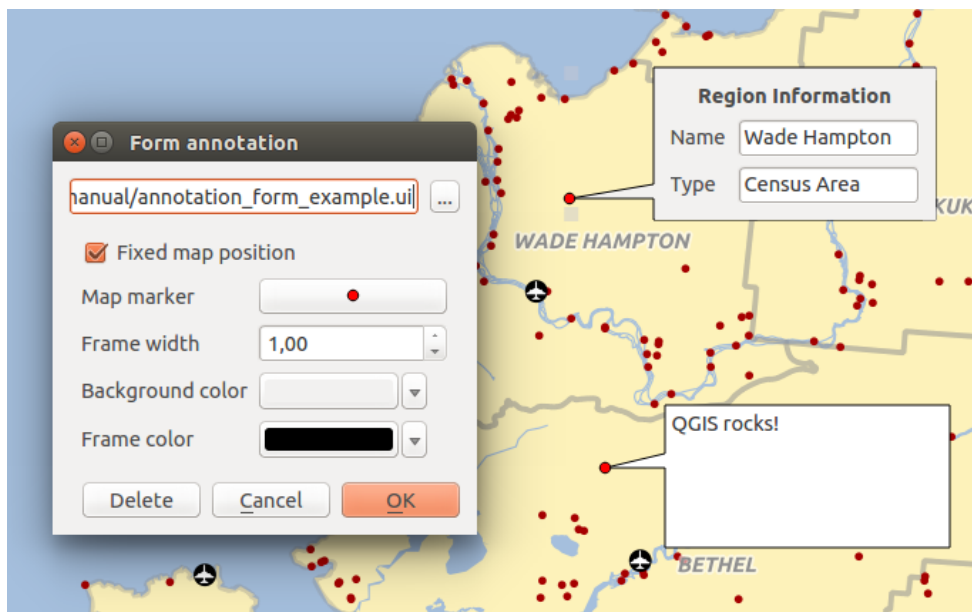 Form annotation
nanual/annotation_form_example.ui
...
Fixed map position
Map marker
Frame width 1,00
Background color
Frame color
Delete Cancel OK
Region Information
Name Wade Hampton
Type Census Area
KUK
WADE HAMPTON
QGIS rocks!
BETHEL